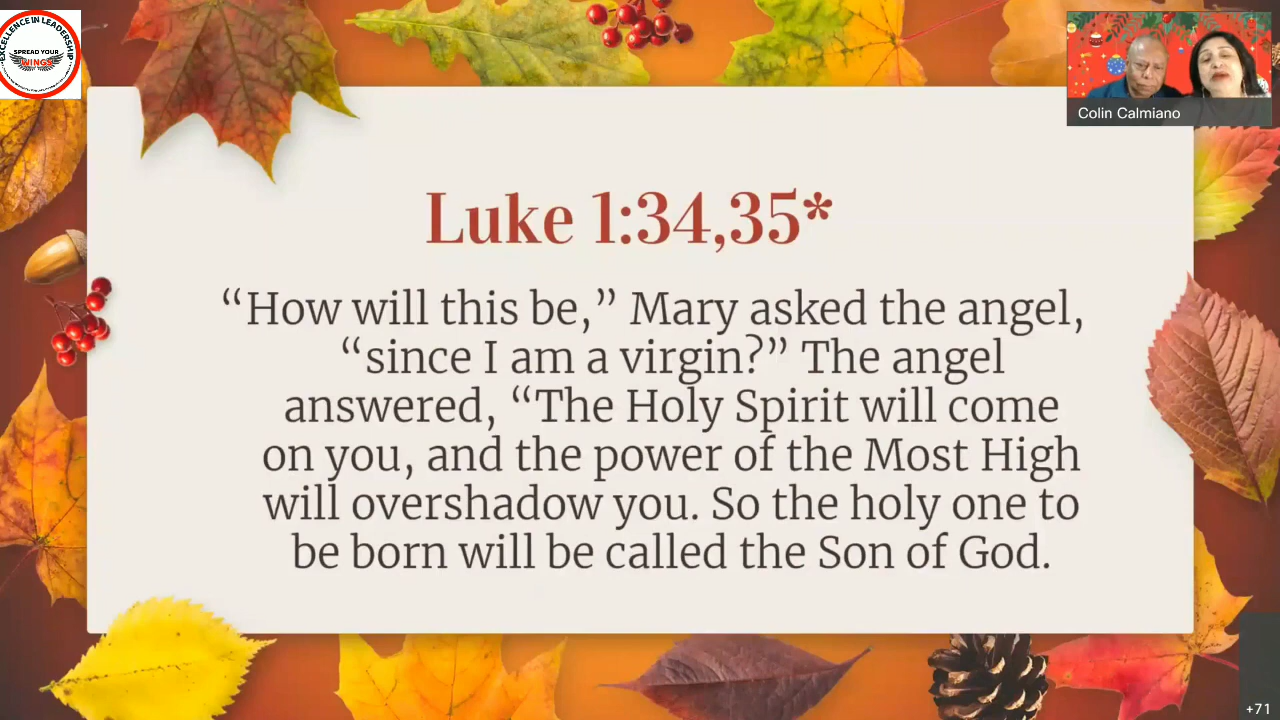 EXCELLENCE IN LEADERSHIP
SPREAD YOUR
WINGS
Colin Calmiano
Luke 1:34,35*
“How will this be,” Mary asked the angel,
“since I am a virgin?” The angel
answered, “The Holy Spirit will come
on you, and the power of the Most High
will overshadow you. So the holy one to
be born will be called the Son of God.
+71